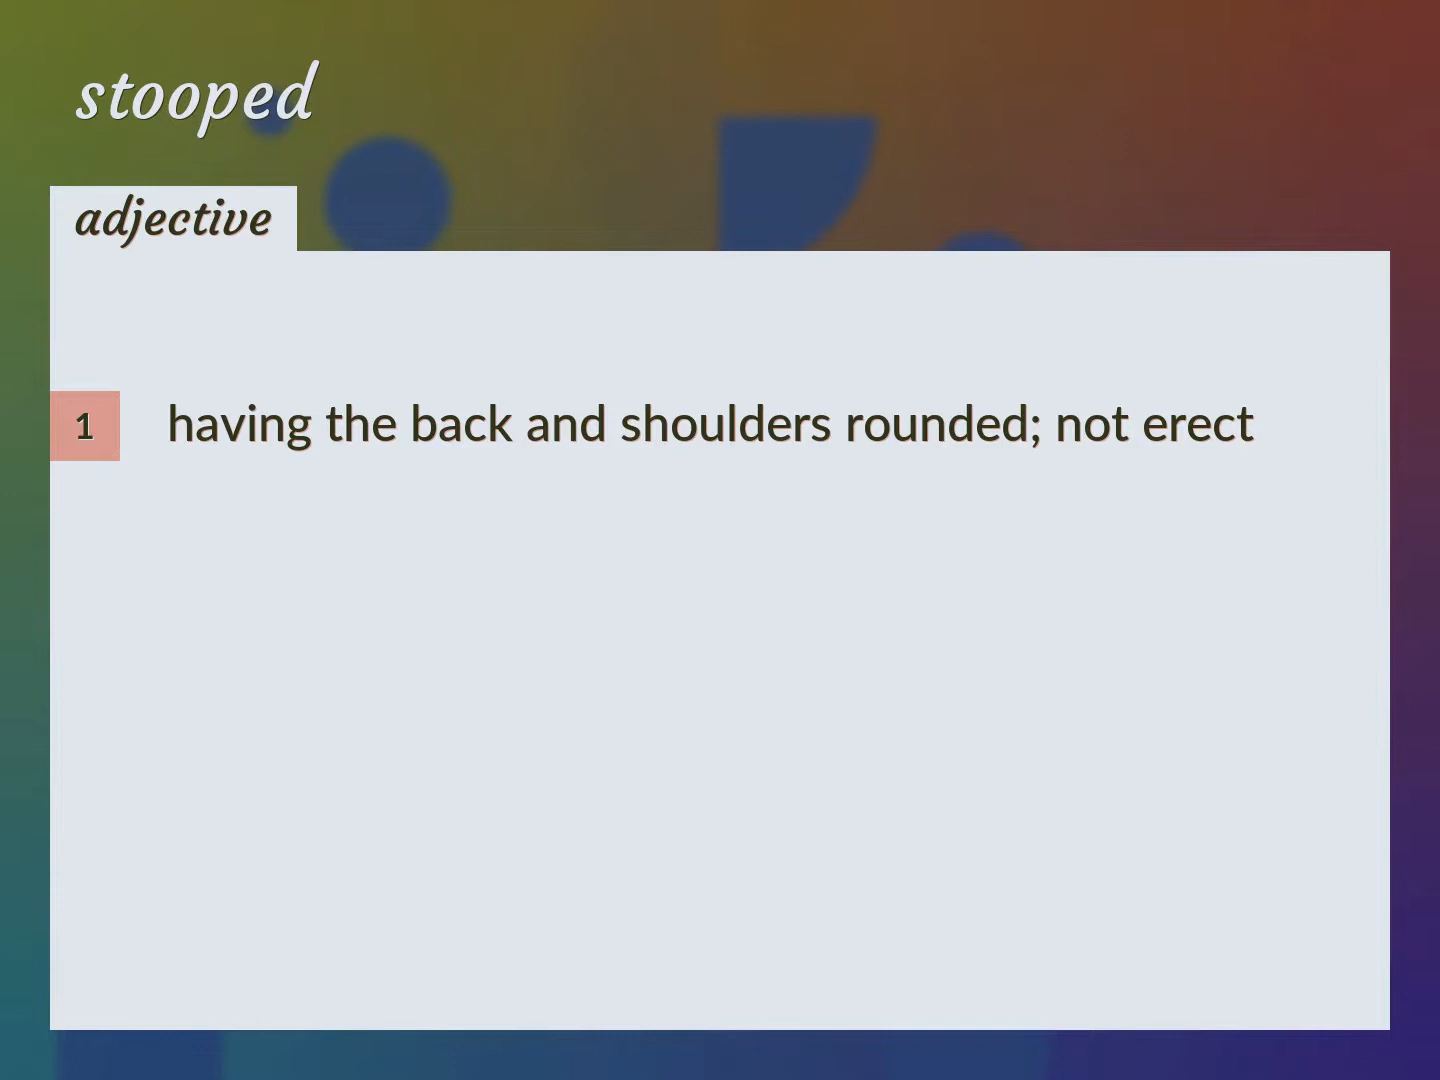 stooped
adjective
1 having the back and shoulders rounded; not erect